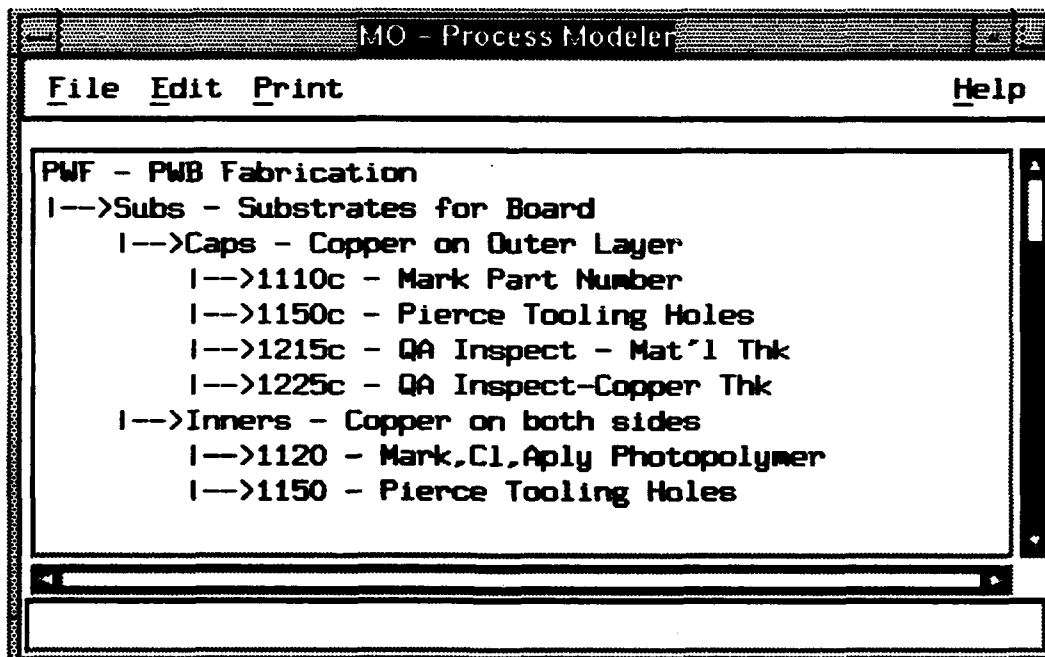 MO - Process Modeler
File Edit Print Help
PWF - PWB Fabrication
|-->Subs - Substrates for Board
|-->Caps - Copper on Outer Layer
|-->1110c - Mark Part Number
|-->1150c - Pierce Tooling Holes
|-->1215c - QA Inspect - Mat'l Thk
|-->1225c - QA Inspect-Copper Thk
|-->Inners - Copper on both sides
|-->1120 - Mark,Cl,Aply Photopolymer
|-->1150 - Pierce Tooling Holes